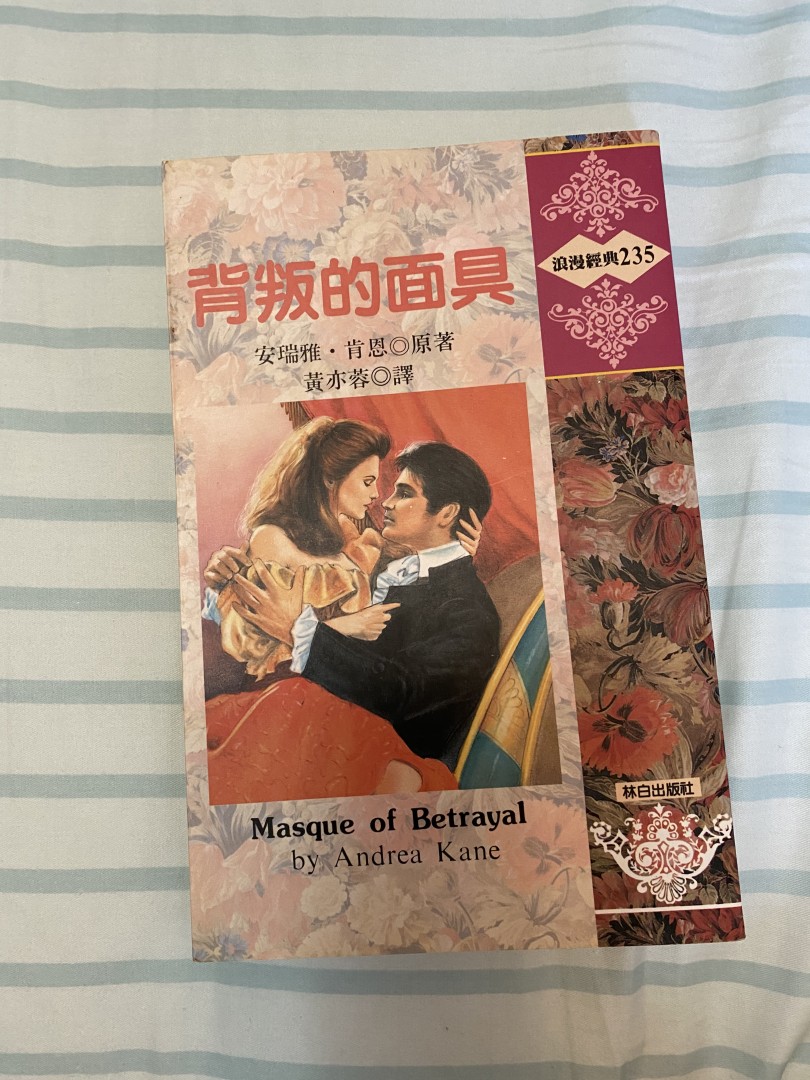 背叛的面具
安瑞雅・肯恩◎原著
黃亦蓉◎譯
浪漫經典235
Masque of Betrayal
by Andrea Kane
林白出版社